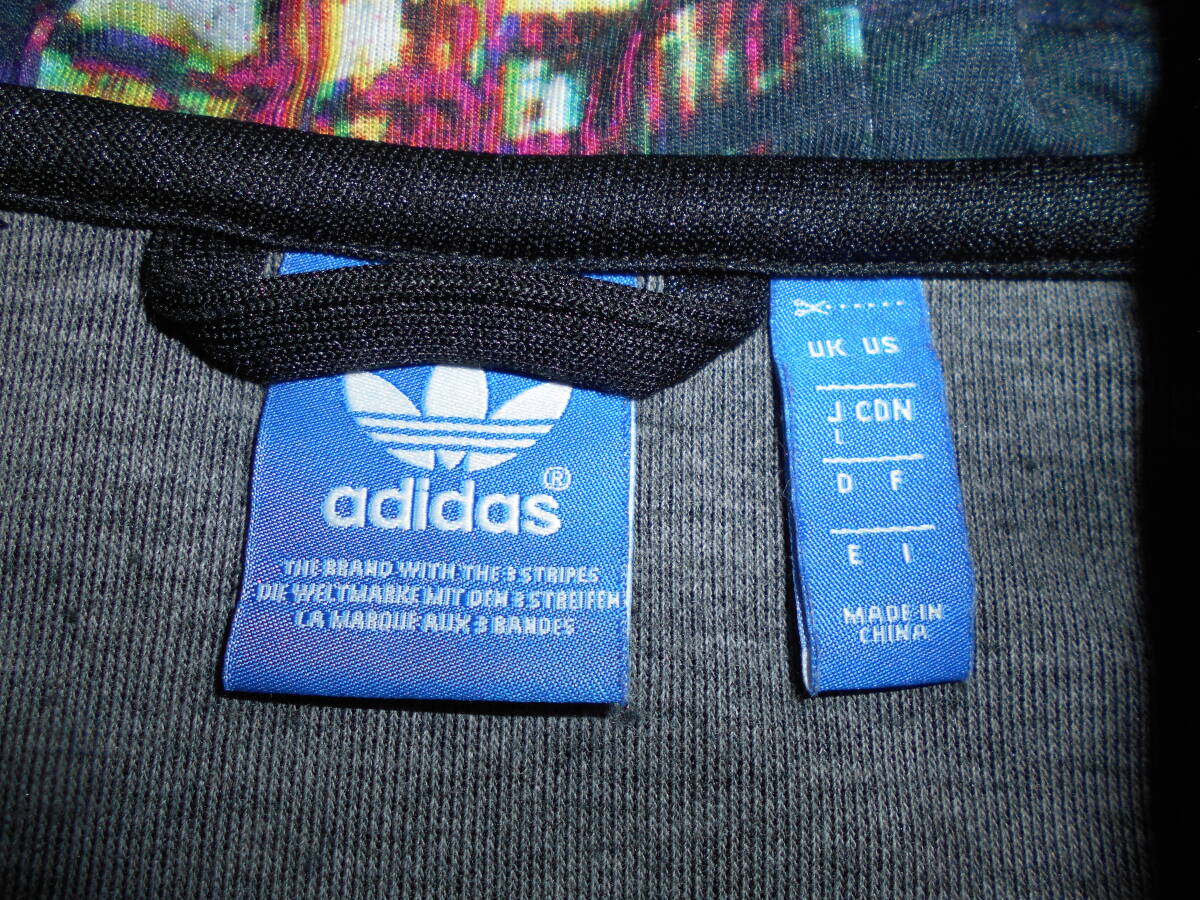 adidas®
THE BRAND WITH THE 3 STRIPES
DIE WELTMARKE MIT DEN 3 STREIFEN
LA MARQUE AUX 3 BANDES
UK US
J CDN
L
D F
E I
MADE IN
CHINA